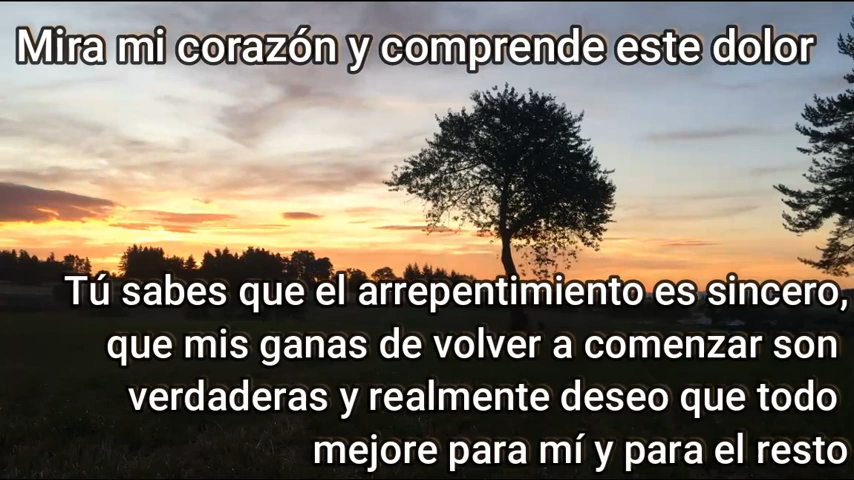 Mira mi corazón y comprende este dolor
Tú sabes que el arrepentimiento es sincero,
que mis ganas de volver a comenzar son
verdaderas y realmente deseo que todo
mejore para mí y para el resto